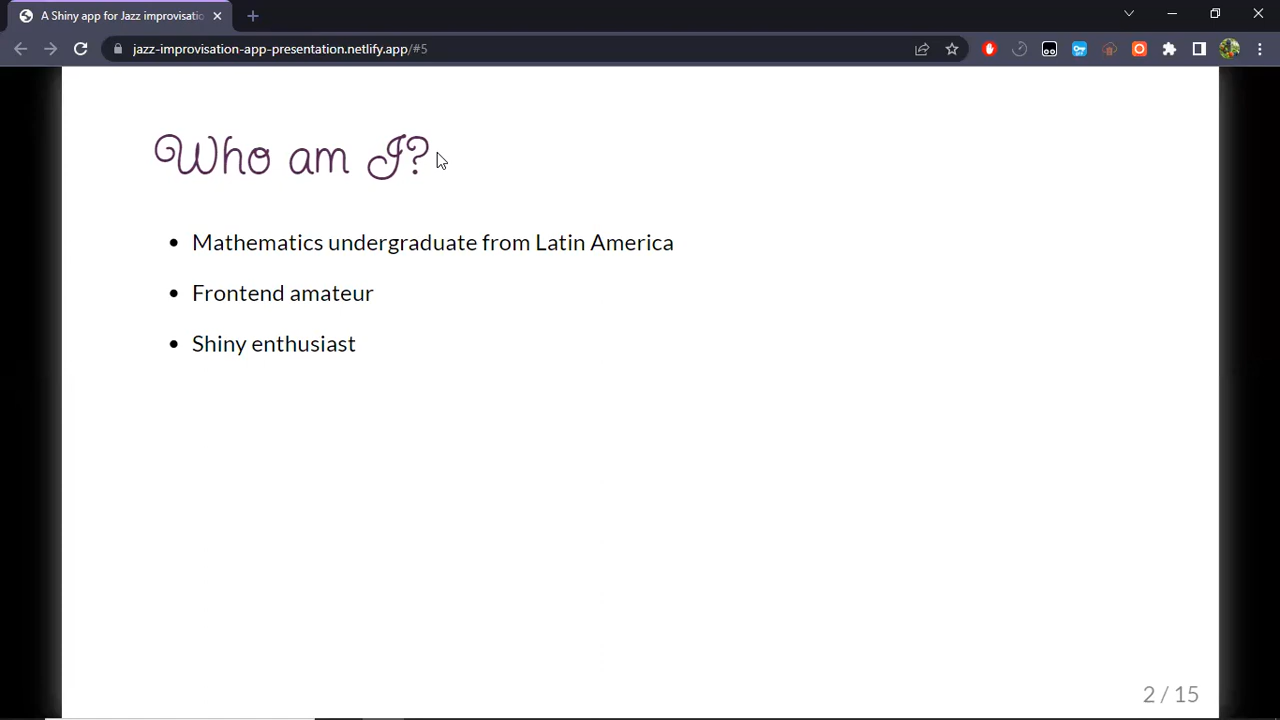 A Shiny app for Jazz improvisatio
jazz-improvisation-app-presentation.netlify.app/#5
Who am I?
• Mathematics undergraduate from Latin America
• Frontend amateur
• Shiny enthusiast
2 / 15